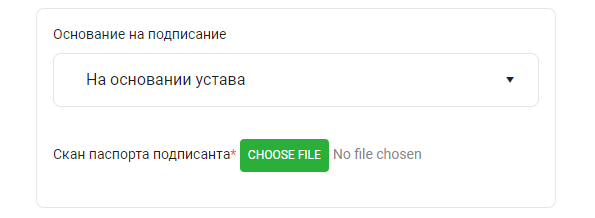 Основание на подписание
На основании устава
Скан паспорта подписанта* CHOOSE FILE No file chosen